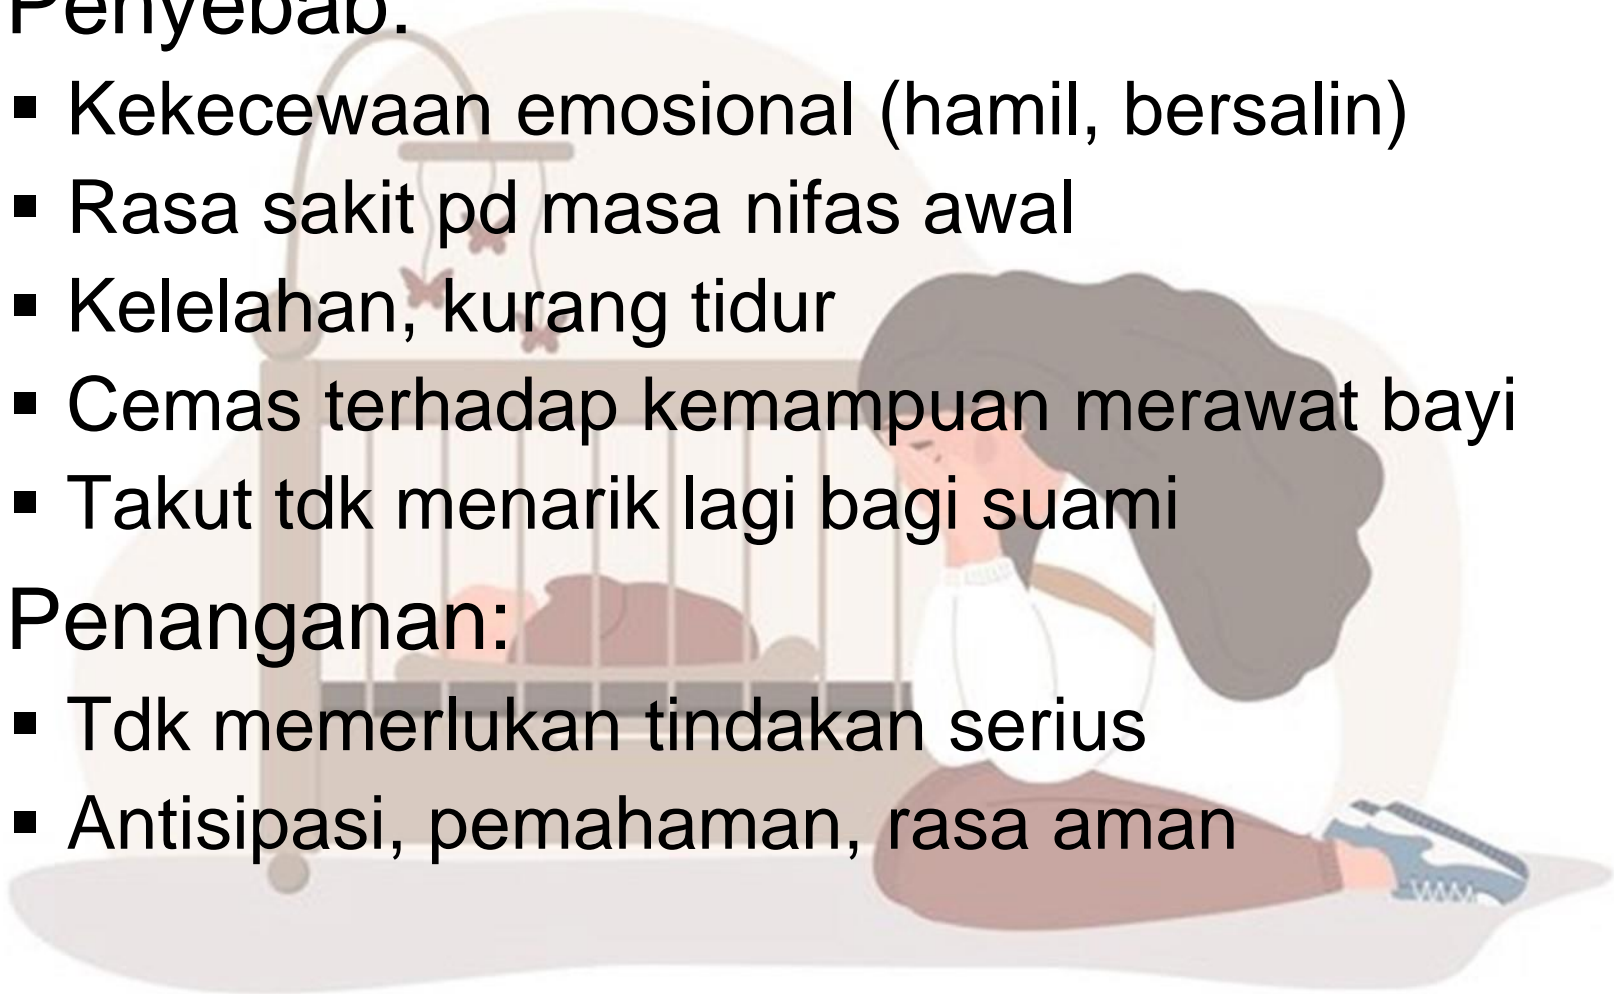 Penyebab:
▪ Kekecewaan emosional (hamil, bersalin)
▪ Rasa sakit pd masa nifas awal
▪ Kelelahan, kurang tidur
▪ Cemas terhadap kemampuan merawat bayi
▪ Takut tdk menarik lagi bagi suami
Penanganan:
▪ Tdk memerlukan tindakan serius
▪ Antisipasi, pemahaman, rasa aman